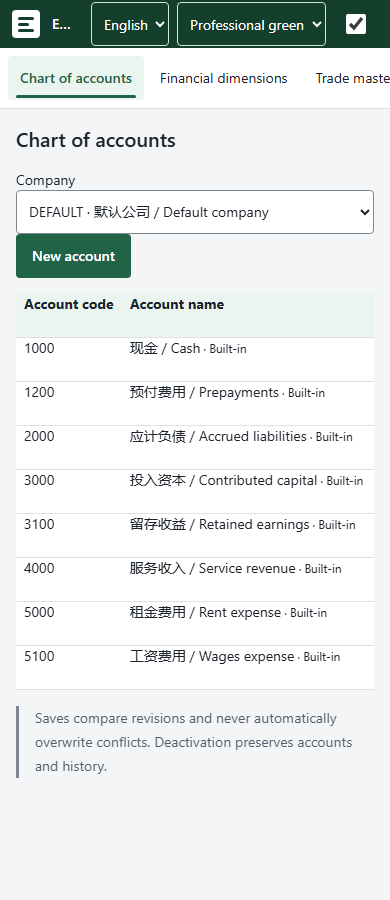 E...
English
Professional green
Chart of accounts
Financial dimensions
Trade maste
Chart of accounts
Company
DEFAULT · 默认公司 / Default company
New account
Account code Account name
1000 现金 / Cash · Built-in
1200 预付费用 / Prepayments · Built-in
2000 应计负债 / Accrued liabilities · Built-in
3000 投入资本 / Contributed capital · Built-in
3100 留存收益 / Retained earnings · Built-in
4000 服务收入 / Service revenue · Built-in
5000 租金费用 / Rent expense · Built-in
5100 工资费用 / Wages expense · Built-in
Saves compare revisions and never automatically
overwrite conflicts. Deactivation preserves accounts
and history.